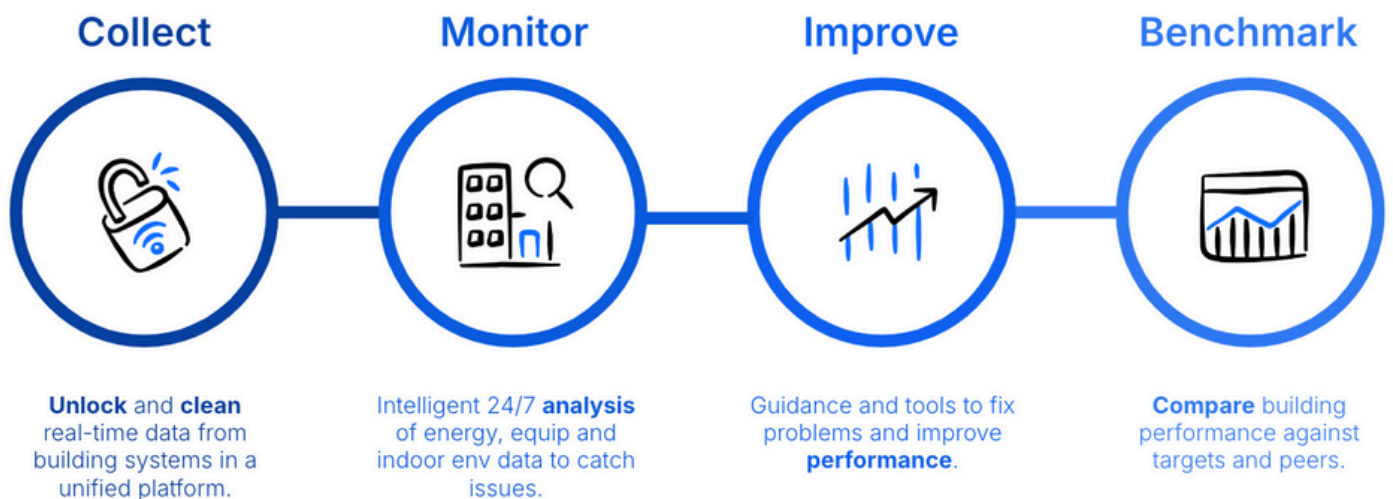 Collect
Unlock and clean
real-time data from
building systems in a
unified platform.
Monitor
Intelligent 24/7 analysis
of energy, equip and
indoor env data to catch
issues.
Improve
Guidance and tools to fix
problems and improve
performance.
Benchmark
Compare building
performance against
targets and peers.